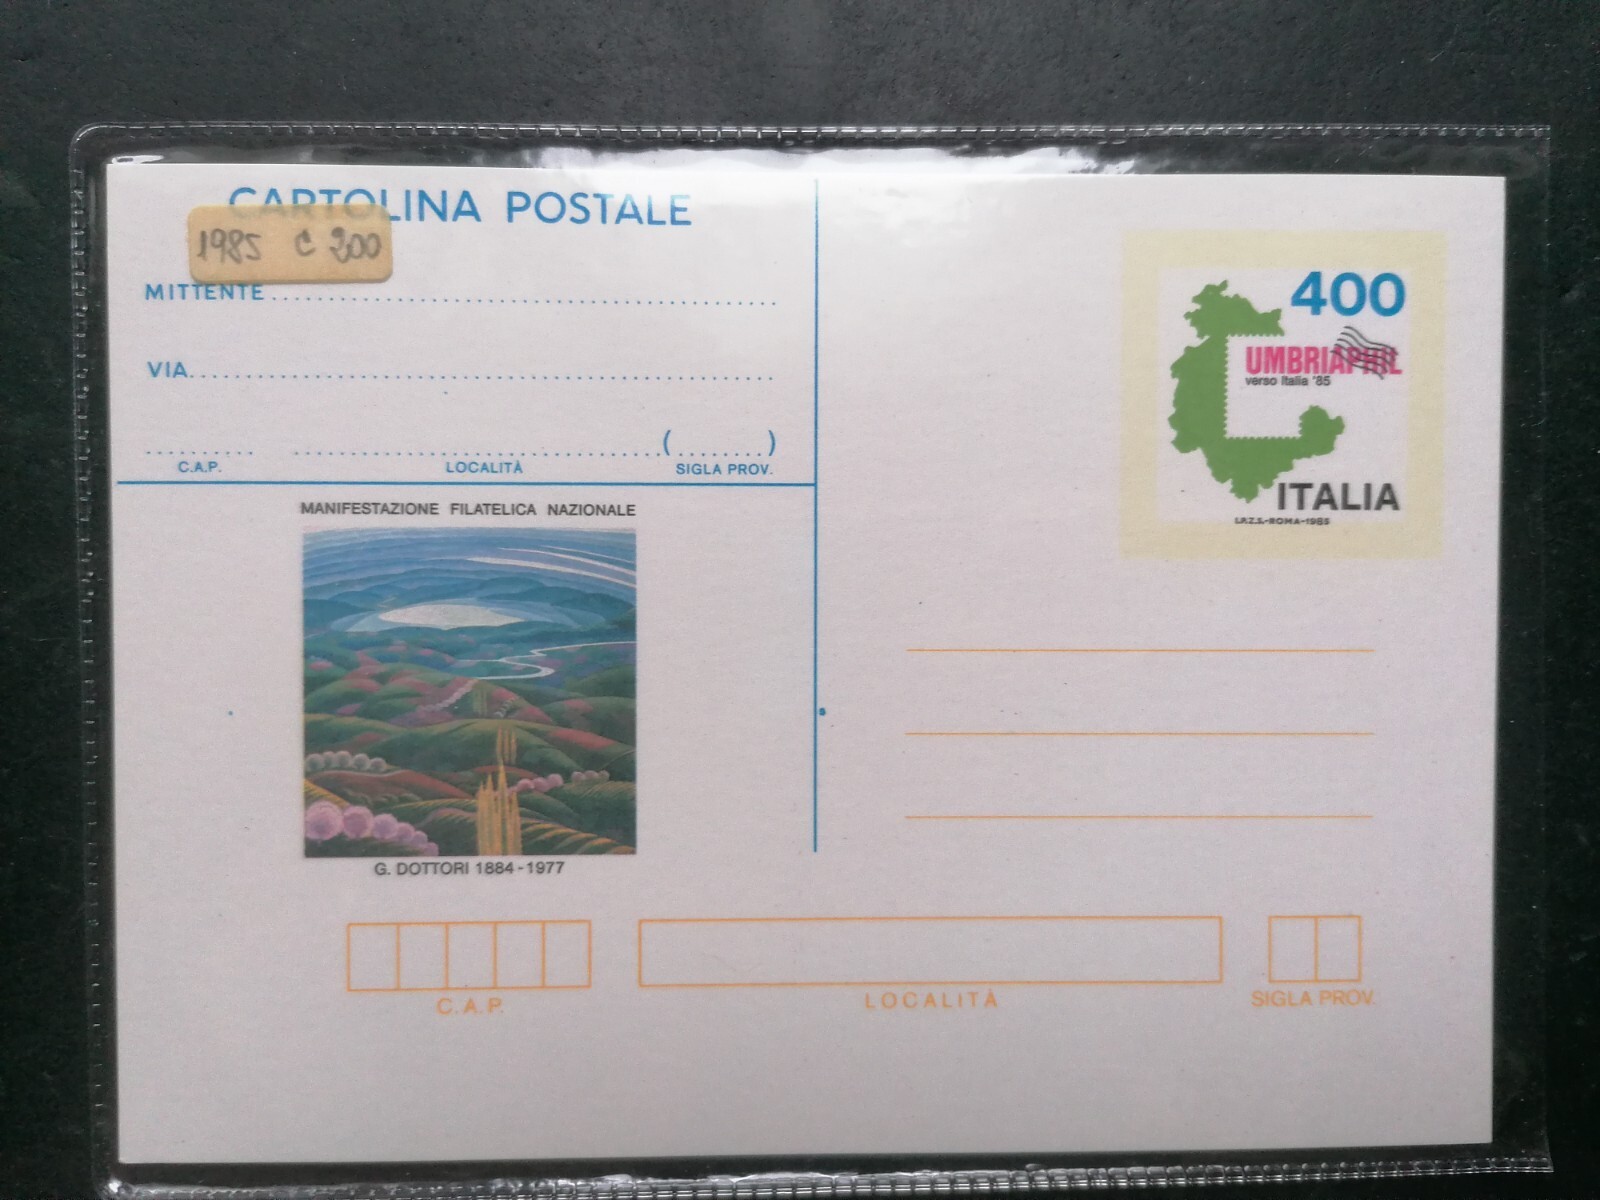 CARTOLINA POSTALE
1985 C 200
MITTENTE
VIA
( )
C.A.P. LOCALITÀ SIGLA PROV.
400
UMBRIAPHIL
verso Italia '85
ITALIA
I.P.Z.S.-ROMA-1985
MANIFESTAZIONE FILATELICA NAZIONALE
G. DOTTORI 1884-1977
C.A.P. LOCALITÀ SIGLA PROV.